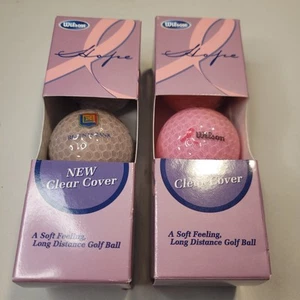 Wilson
Hope
NEW
Clear Cover
A Soft Feeling,
Long Distance Golf Ball
Wilson
Hope
Wilson
Clear Cover
A Soft Feeling,
Long Distance Golf Ball